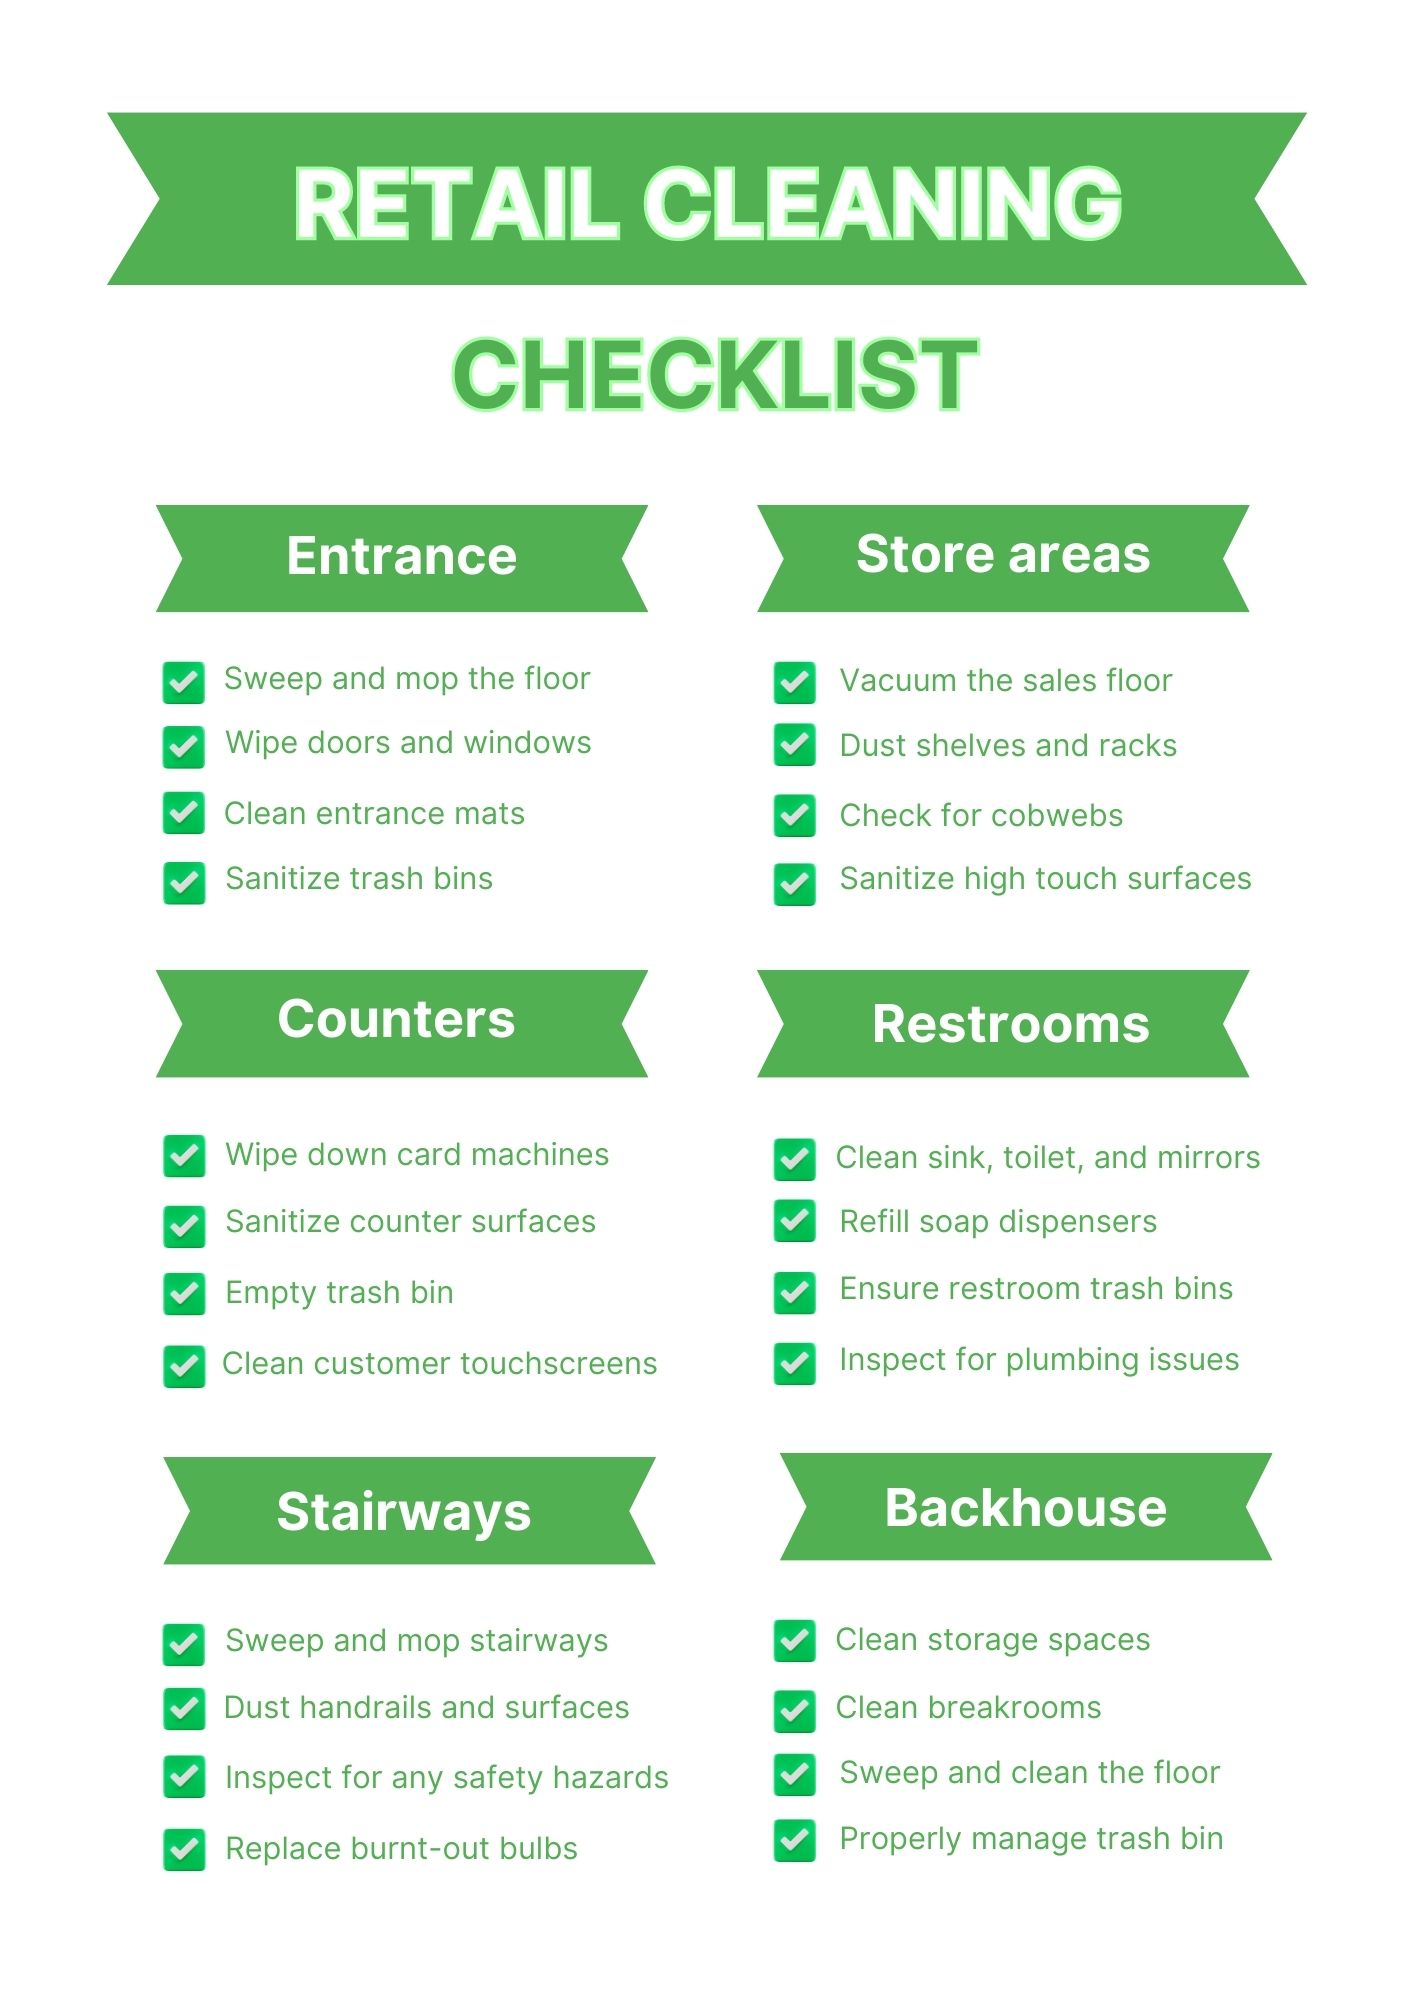 RETAIL CLEANING
CHECKLIST
Entrance
Sweep and mop the floor
Wipe doors and windows
Clean entrance mats
Sanitize trash bins
Store areas
Vacuum the sales floor
Dust shelves and racks
Check for cobwebs
Sanitize high touch surfaces
Counters
Wipe down card machines
Sanitize counter surfaces
Empty trash bin
Clean customer touchscreens
Restrooms
Clean sink, toilet, and mirrors
Refill soap dispensers
Ensure restroom trash bins
Inspect for plumbing issues
Stairways
Sweep and mop stairways
Dust handrails and surfaces
Inspect for any safety hazards
Replace burnt-out bulbs
Backhouse
Clean storage spaces
Clean breakrooms
Sweep and clean the floor
Properly manage trash bin